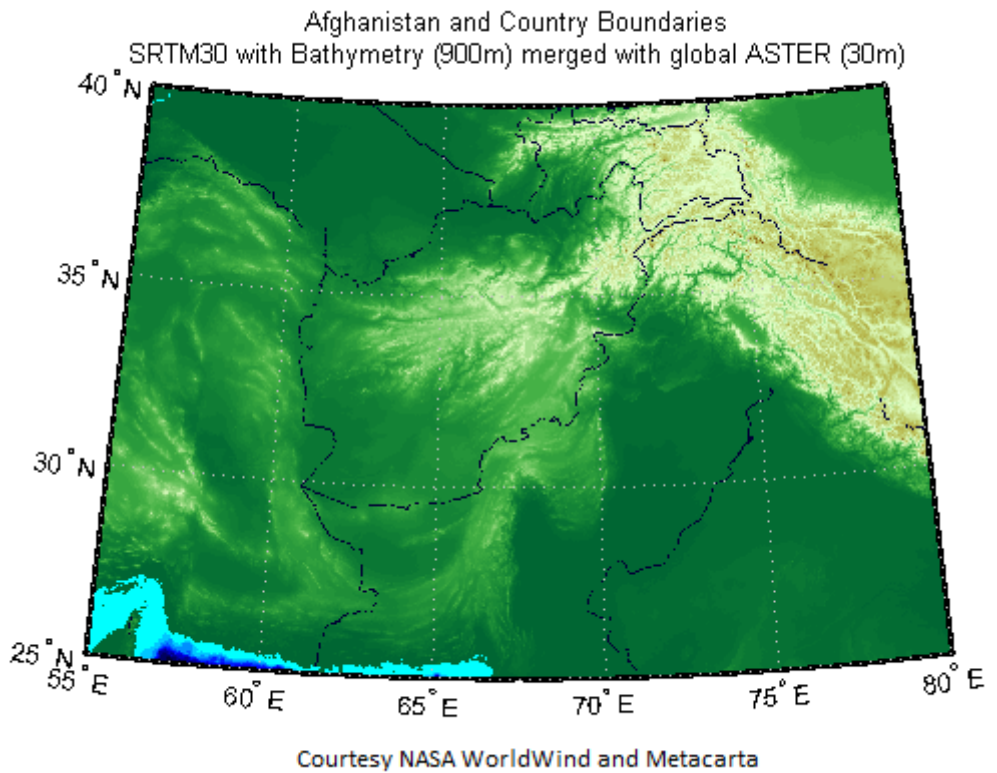 Afghanistan and Country Boundaries
SRTM30 with Bathymetry (900m) merged with global ASTER (30m)
40°N
35°N
30°N
25°N
55°E
60°E
65°E
70°E
75°E
80°E
Courtesy NASA WorldWind and Metacarta